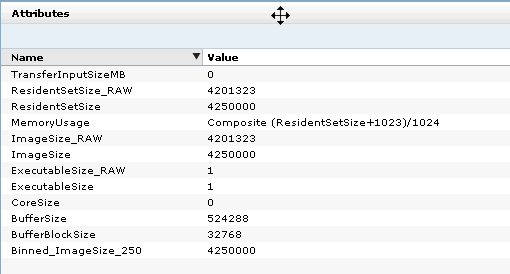 Attributes
Name Value
TransferInputSizeMB 0
ResidentSetSize_RAW 4201323
ResidentSetSize 4250000
MemoryUsage Composite (ResidentSetSize+1023)/1024
ImageSize_RAW 4201323
ImageSize 4250000
ExecutableSize_RAW 1
ExecutableSize 1
CoreSize 0
BufferSize 524288
BufferBlockSize 32768
Binned_ImageSize_250 4250000